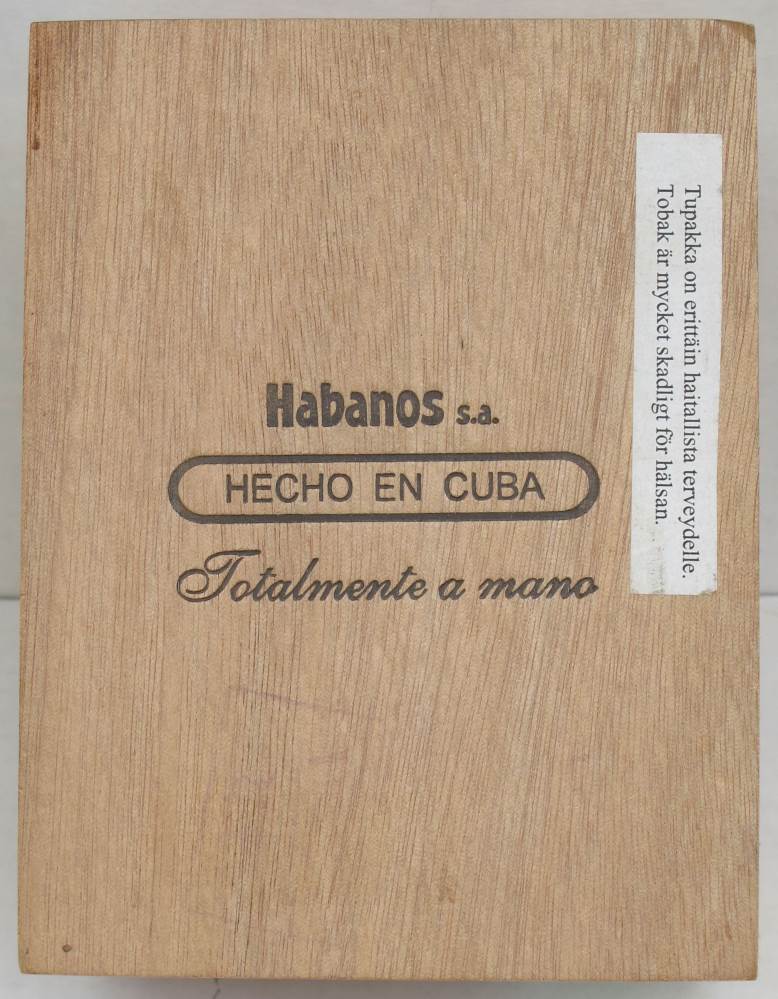 Habanos s.a.
HECHO EN CUBA
Totalmente a mano
Tupakka on erittäin haitallista terveydelle.
Tobak är mycket skadligt för hälsan.